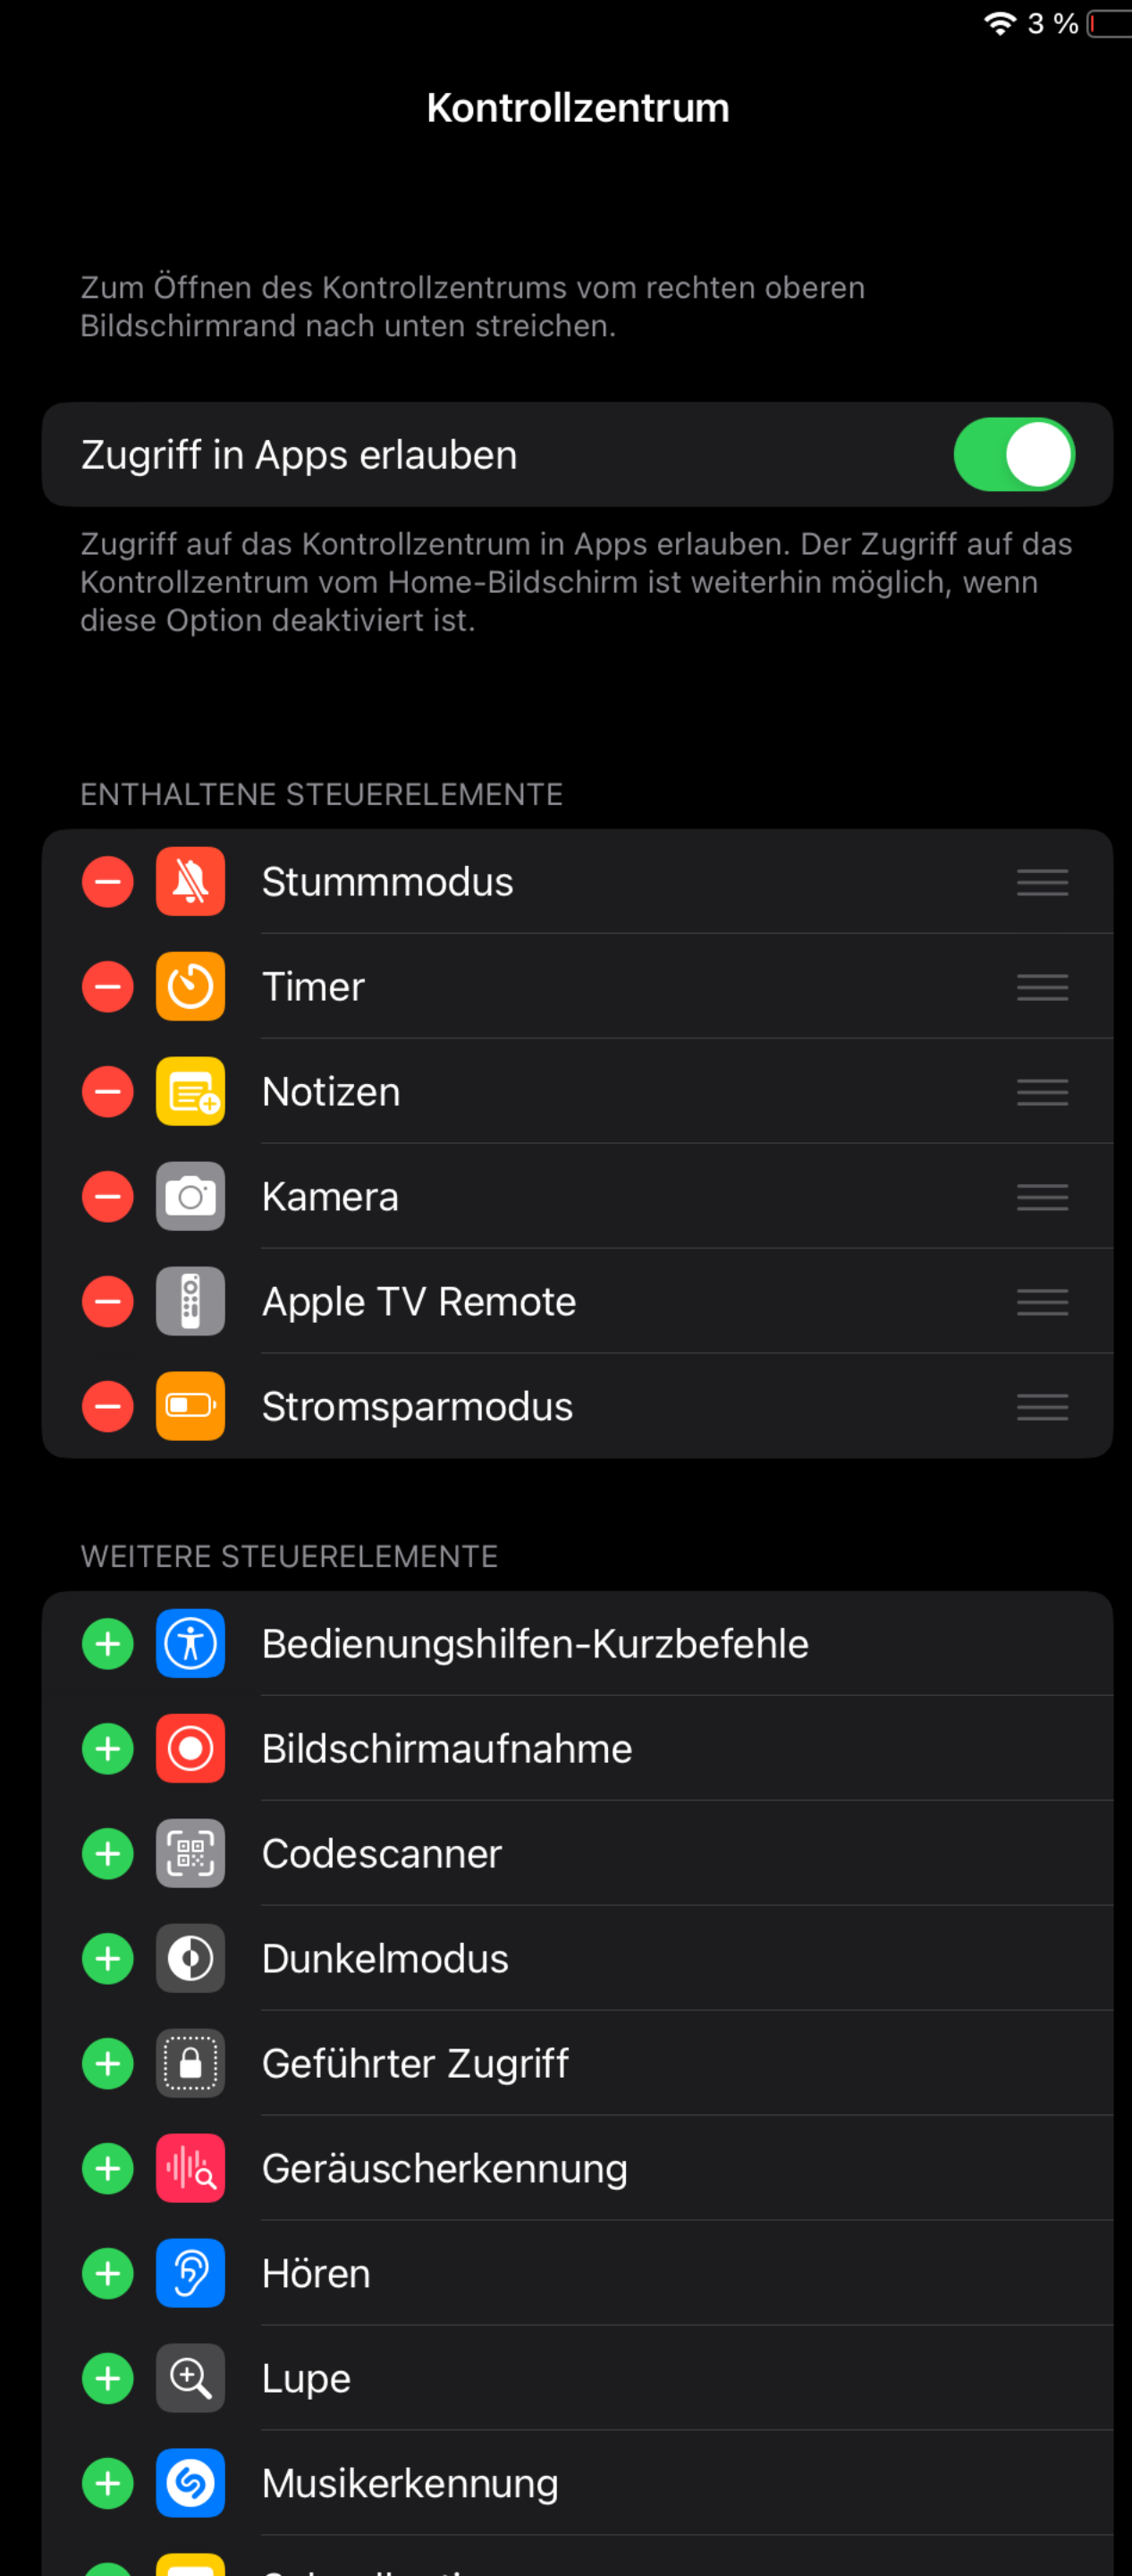 3 %
Kontrollzentrum
Zum Öffnen des Kontrollzentrums vom rechten oberen
Bildschirmrand nach unten streichen.
Zugriff in Apps erlauben
Zugriff auf das Kontrollzentrum in Apps erlauben. Der Zugriff auf das
Kontrollzentrum vom Home-Bildschirm ist weiterhin möglich, wenn
diese Option deaktiviert ist.
ENTHALTENE STEUERELEMENTE
Stummmodus
Timer
Notizen
Kamera
Apple TV Remote
Stromsparmodus
WEITERE STEUERELEMENTE
Bedienungshilfen-Kurzbefehle
Bildschirmaufnahme
Codescanner
Dunkelmodus
Geführter Zugriff
Geräuscherkennung
Hören
Lupe
Musikerkennung